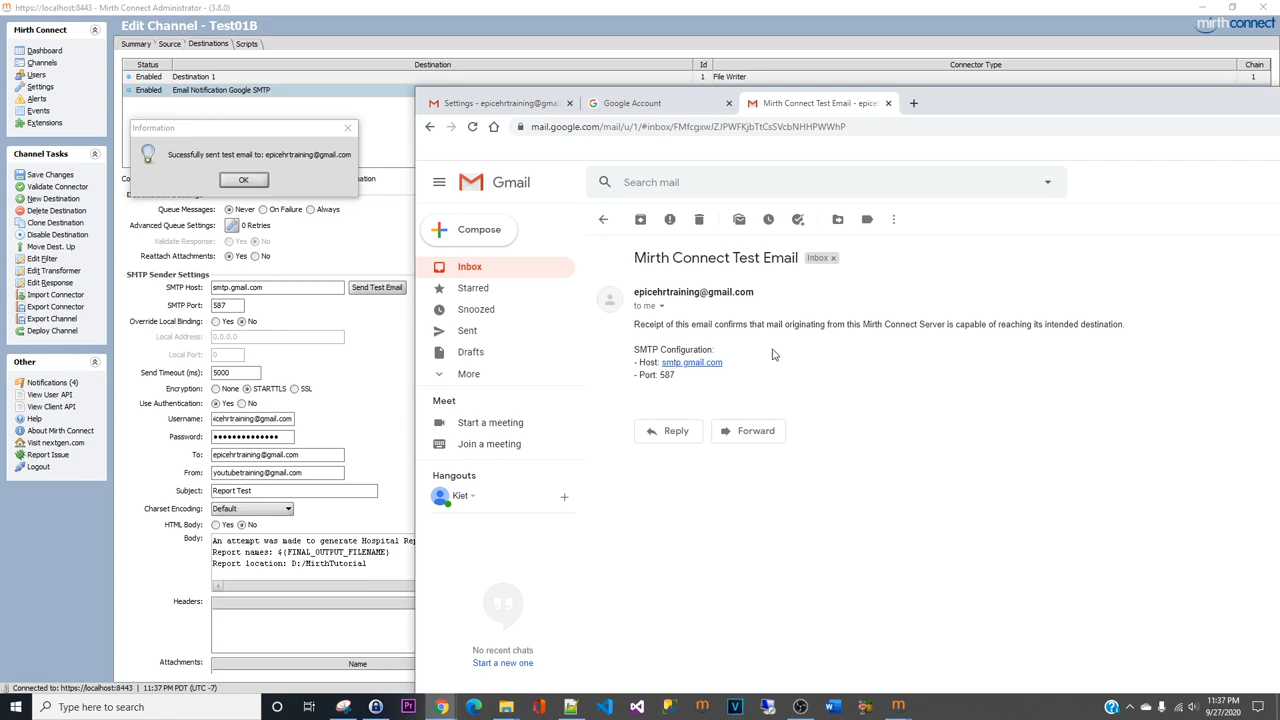 https://localhost:8443 - Mirth Connect Administrator - (3.8.0)
Mirth Connect
Dashboard
Channels
Users
Settings
Alerts
Events
Extensions
Channel Tasks
Save Changes
Validate Connector
New Destination
Delete Destination
Clone Destination
Disable Destination
Move Dest. Up
Edit Filter
Edit Transformer
Edit Response
Import Connector
Export Connector
Export Channel
Deploy Channel
Other
Notifications (4)
View User API
View Client API
Help
About Mirth Connect
Visit nextgen.com
Report Issue
Logout
Edit Channel - Test01B
mirth connect
Summary Source Destinations Scripts
Status Destination Id Connector Type Chain
Enabled Destination 1 1 File Writer 1
Enabled Email Notification Google SMTP
Information
Sucessfully sent test email to: epicehrtraining@gmail.com
OK
Queue Messages: Never On Failure Always
Advanced Queue Settings: 0 Retries
Validate Response: Yes No
Reattach Attachments: Yes No
SMTP Sender Settings
SMTP Host: smtp.gmail.com Send Test Email
SMTP Port: 587
Override Local Binding: Yes No
Local Address: 0.0.0.0
Local Port: 0
Send Timeout (ms): 5000
Encryption: None STARTTLS SSL
Use Authentication: Yes No
Username: icehrtraining@gmail.com
Password: ●●●●●●●●●●●●●●
To: epicehrtraining@gmail.com
From: youtubetraining@gmail.com
Subject: Report Test
Charset Encoding: Default
HTML Body: Yes No
Body: An attempt was made to generate Hospital Rep
Report names: ${FINAL_OUTPUT_FILENAME}
Report location: D:/MirthTutorial
Headers:
Attachments: Name
Connected to: https://localhost:8443 | 11:37 PM PDT (UTC -7)
Settings - epicehrtraining@gmai Google Account Mirth Connect Test Email - epice
mail.google.com/mail/u/1/#inbox/FMfcgxwJZJPWFKjbTtCsSVcbNHHPWWhP
Gmail
Search mail
Compose
Inbox
Starred
Snoozed
Sent
Drafts
More
Meet
Start a meeting
Join a meeting
Hangouts
Kiet
No recent chats
Start a new one
Mirth Connect Test Email Inbox x
epicehrtraining@gmail.com
to me
Receipt of this email confirms that mail originating from this Mirth Connect Server is capable of reaching its intended destination.
SMTP Configuration:
- Host: smtp.gmail.com
- Port: 587
Reply Forward
Type here to search
11:37 PM
9/27/2020